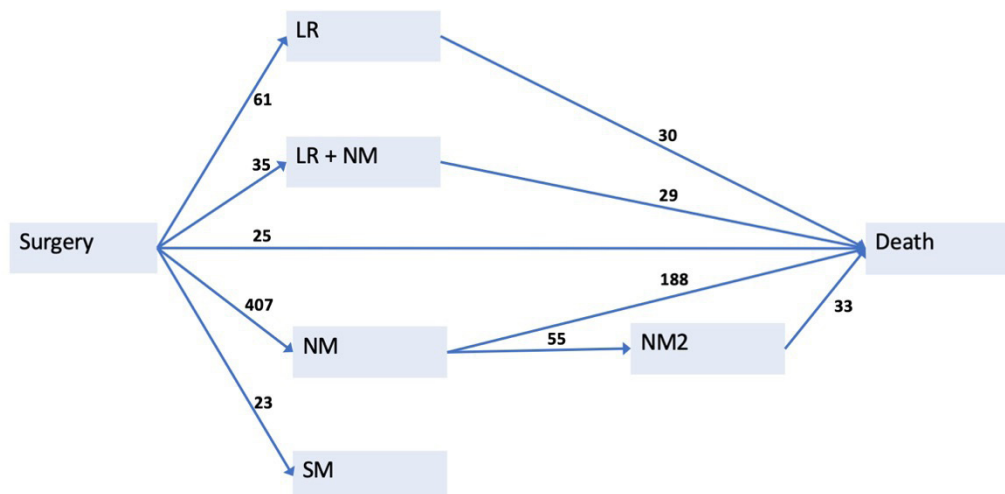 LR
61
30
35
LR + NM
29
Surgery
25
Death
188
407
NM
55
NM2
33
23
SM